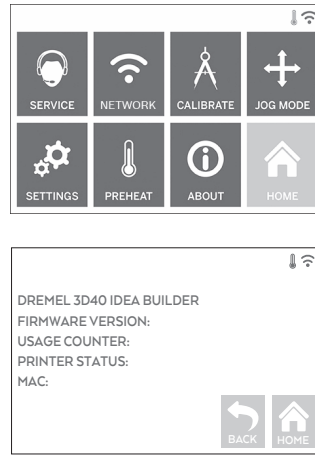 SERVICE NETWORK CALIBRATE JOG MODE
SETTINGS PREHEAT ABOUT HOME
DREMEL 3D40 IDEA BUILDER
FIRMWARE VERSION:
USAGE COUNTER:
PRINTER STATUS:
MAC:
BACK HOME